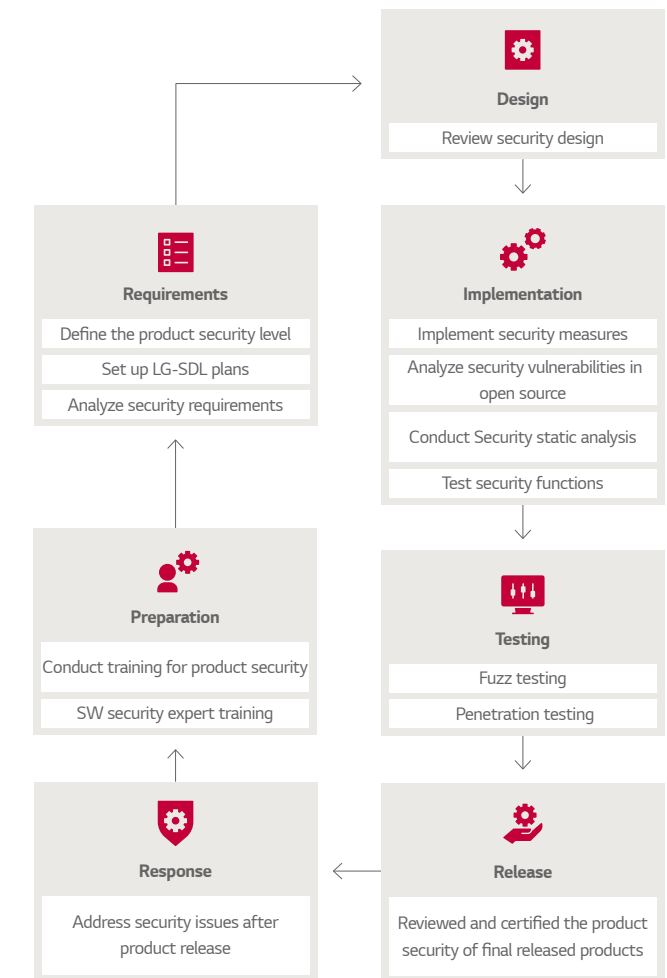 Design
Review security design
Requirements
Define the product security level
Set up LG-SDL plans
Analyze security requirements
Implementation
Implement security measures
Analyze security vulnerabilities in
open source
Conduct Security static analysis
Test security functions
Preparation
Conduct training for product security
SW security expert training
Testing
Fuzz testing
Penetration testing
Response
Address security issues after
product release
Release
Reviewed and certified the product
security of final released products